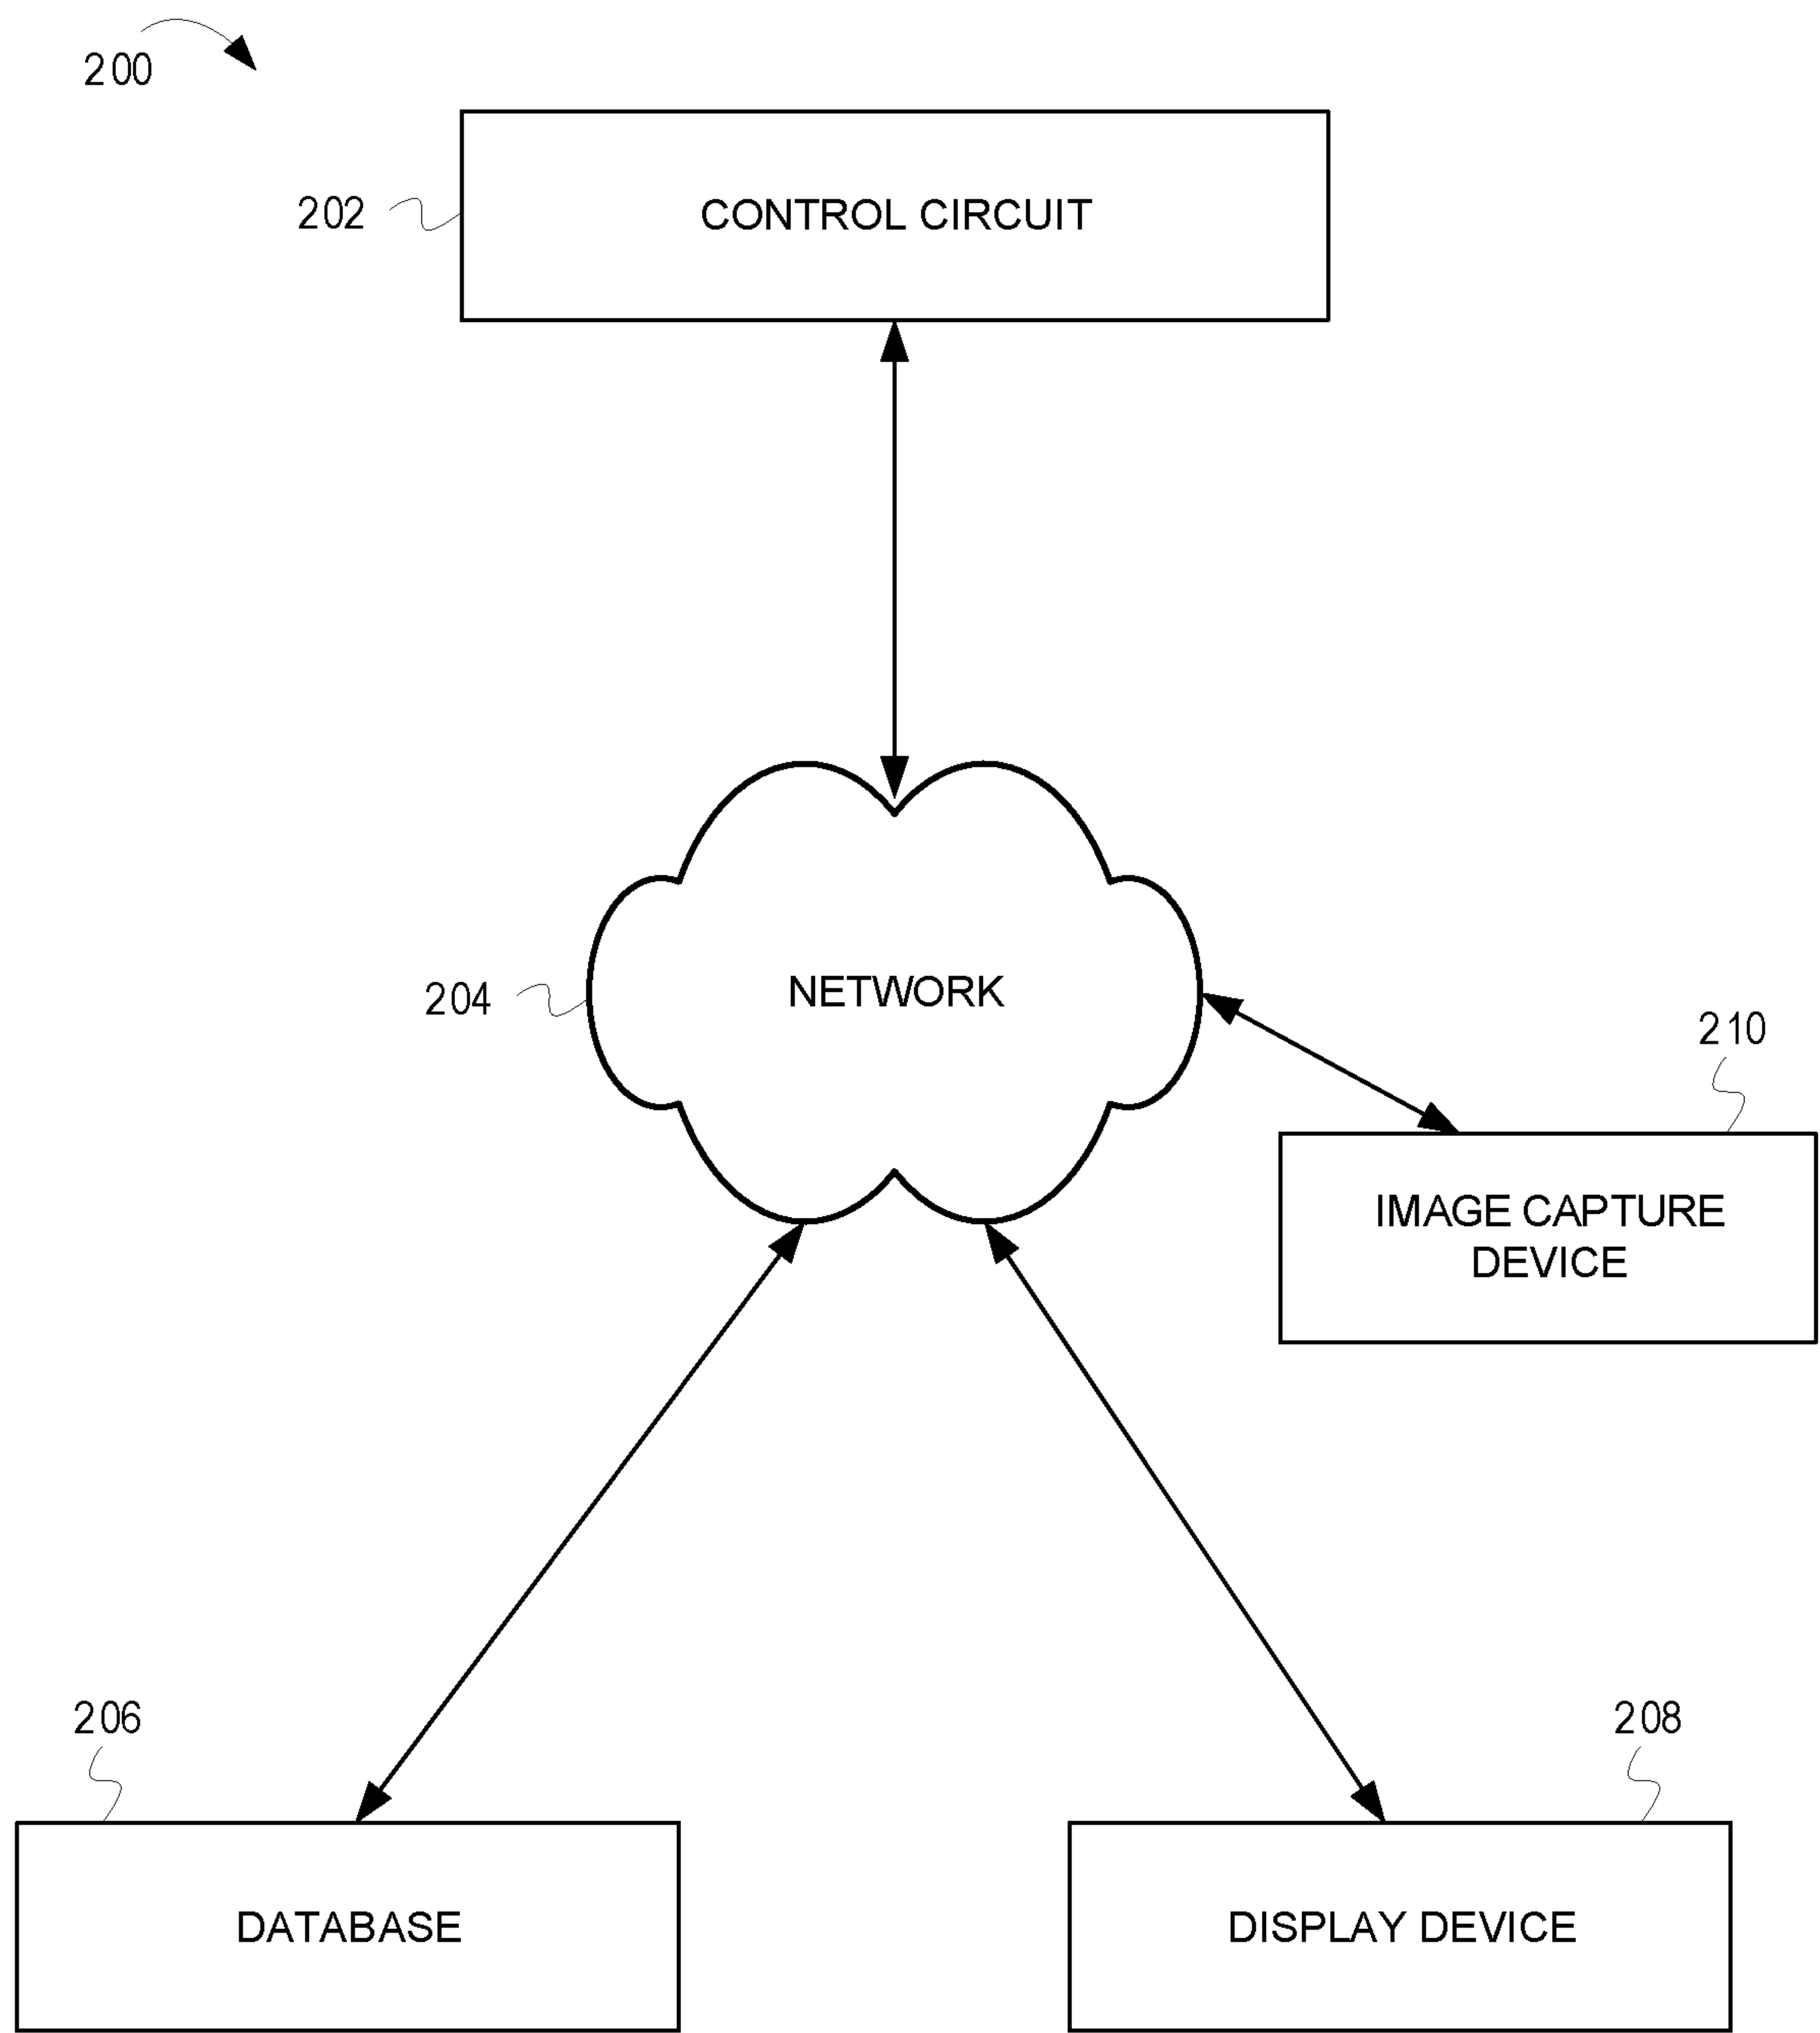 200
202
CONTROL CIRCUIT
204
NETWORK
210
IMAGE CAPTURE
DEVICE
206
208
DATABASE
DISPLAY DEVICE